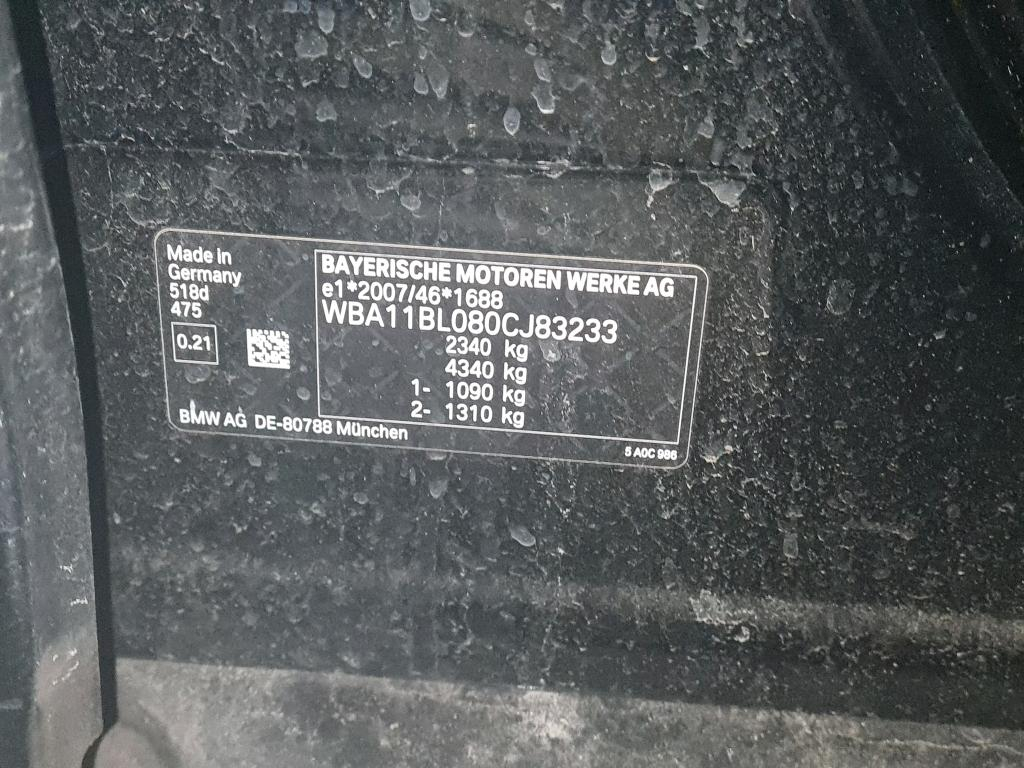 Made in
Germany
518d
475
0.21
BAYERISCHE MOTOREN WERKE AG
e1*2007/46*1688
WBA11BL080CJ83233
2340 kg
4340 kg
1- 1090 kg
2- 1310 kg
BMW AG DE-80788 München
5 A0C 986